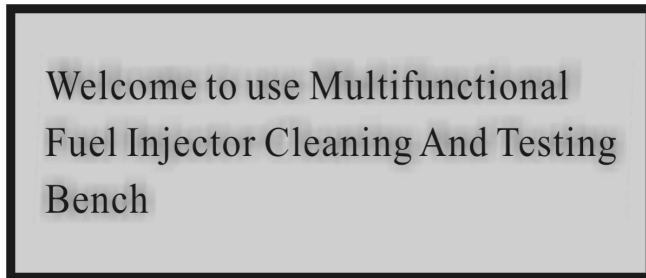 Welcome to use Multifunctional
Fuel Injector Cleaning And Testing
Bench